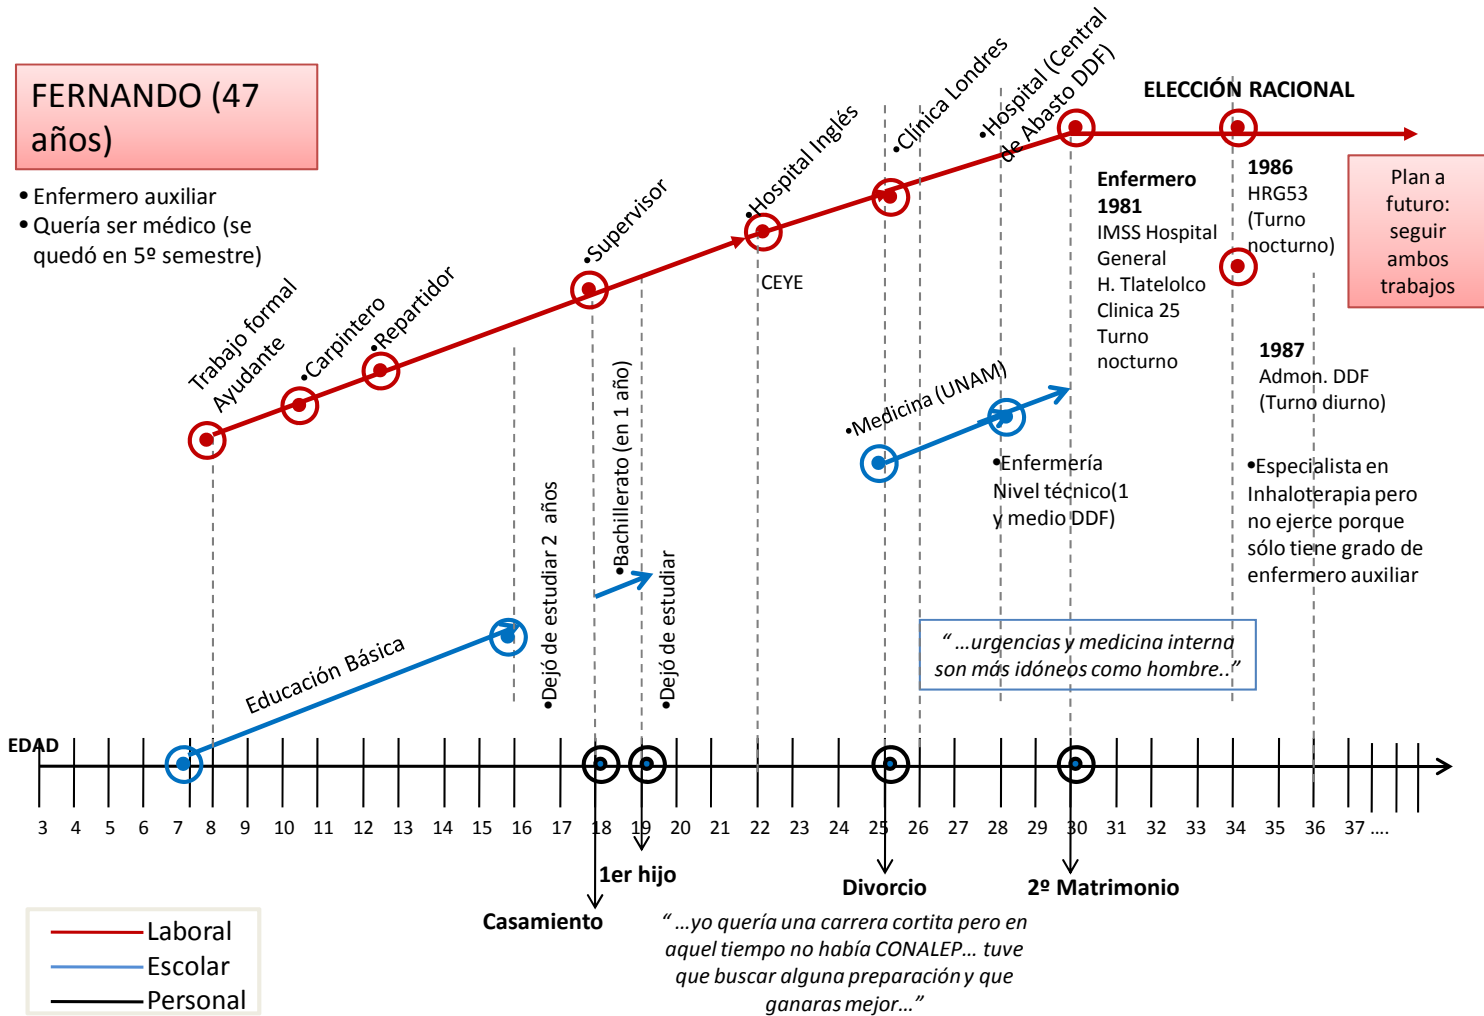 FERNANDO (47
años)
• Enfermero auxiliar
• Quería ser médico (se
quedó en 5º semestre)
Trabajo formal
Ayudante
•Carpintero
•Repartidor
•Supervisor
•Hospital Inglés
•Clínica Londres
•Hospital (Central
de Abasto DDF)
ELECCIÓN RACIONAL
CEYE
Enfermero
1981
IMSS Hospital
General
H. Tlatelolco
Clinica 25
Turno
nocturno
1986
HRG53
(Turno
nocturno)
Plan a
futuro:
seguir
ambos
trabajos
1987
Admon. DDF
(Turno diurno)
•Especialista en
Inhaloterapia pero
no ejerce porque
sólo tiene grado de
enfermero auxiliar
Educación Básica
•Dejó de estudiar 2 años
•Bachillerato (en 1 año)
•Dejó de estudiar
•Medicina (UNAM)
•Enfermería
Nivel técnico(1
y medio DDF)
“ …urgencias y medicina interna
son más idóneos como hombre..”
EDAD
3 4 5 6 7 8 9 10 11 12 13 14 15 16 17 18 19 20 21 22 23 24 25 26 27 28 29 30 31 32 33 34 35 36 37 ....
Casamiento
1er hijo
Divorcio
2º Matrimonio
“ …yo quería una carrera cortita pero en
aquel tiempo no había CONALEP… tuve
que buscar alguna preparación y que
ganaras mejor…”
Laboral
Escolar
Personal